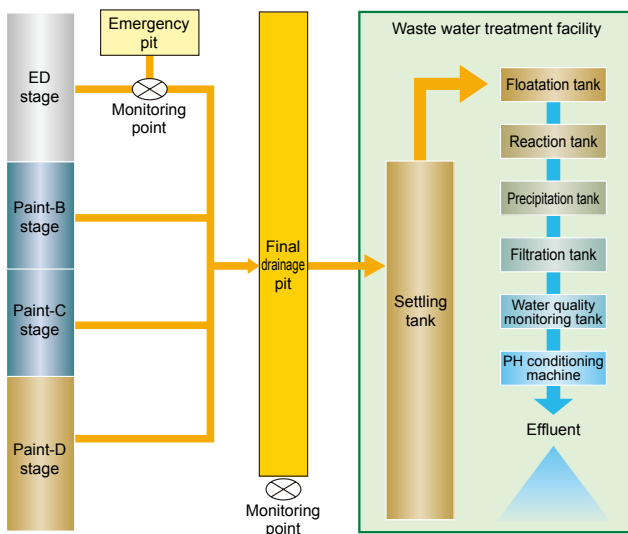 Emergency
pit
ED
stage
Monitoring
point
Paint-B
stage
Paint-C
stage
Paint-D
stage
Final
drainage
pit
Monitoring
point
Waste water treatment facility
Settling
tank
Floatation tank
Reaction tank
Precipitation tank
Filtration tank
Water quality
monitoring tank
PH conditioning
machine
Effluent